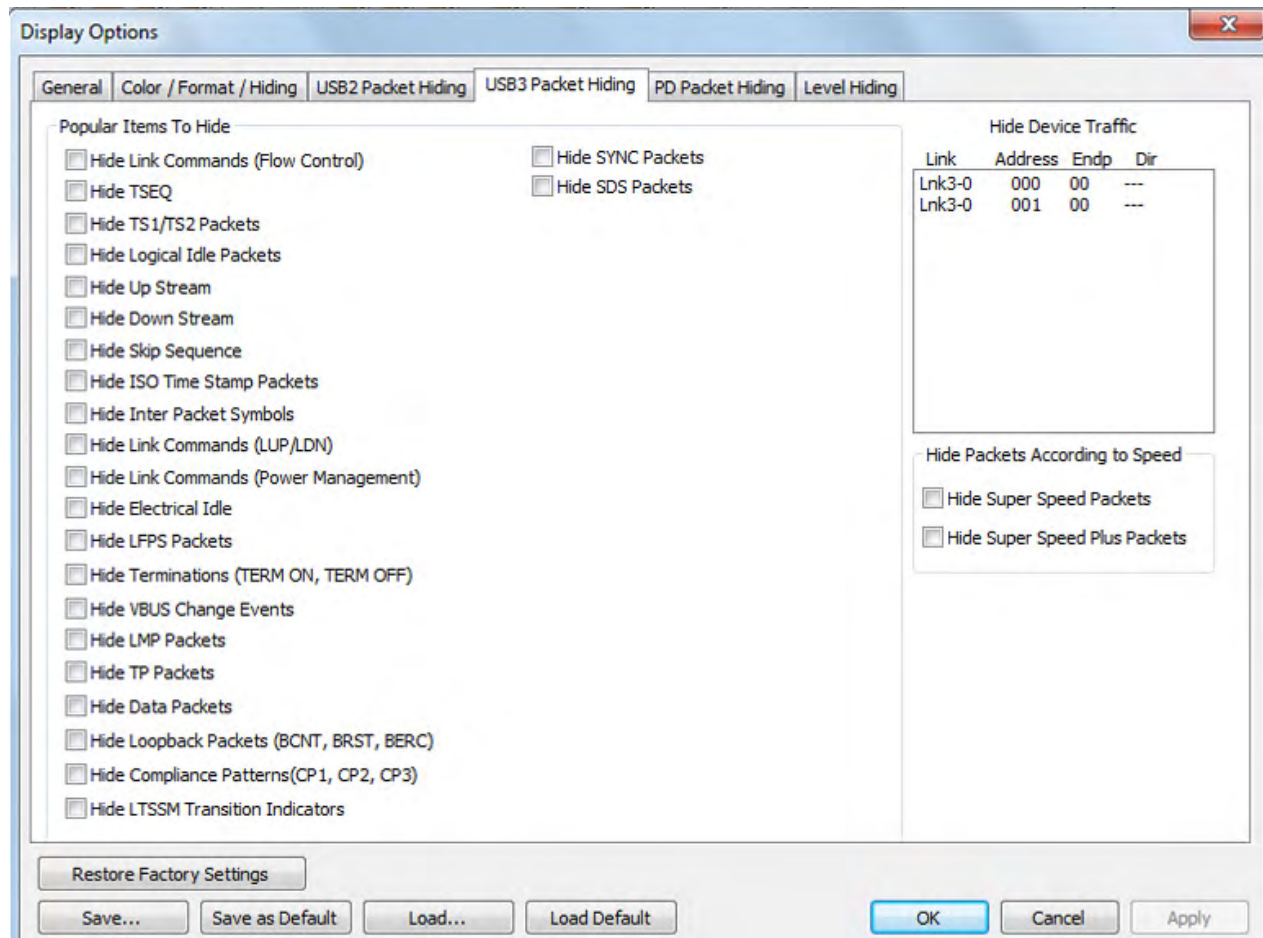 Display Options
General Color / Format / Hiding USB2 Packet Hiding USB3 Packet Hiding PD Packet Hiding Level Hiding
Popular Items To Hide
Hide Link Commands (Flow Control)
Hide TSEQ
Hide TS1/TS2 Packets
Hide Logical Idle Packets
Hide Up Stream
Hide Down Stream
Hide Skip Sequence
Hide ISO Time Stamp Packets
Hide Inter Packet Symbols
Hide Link Commands (LUP/LDN)
Hide Link Commands (Power Management)
Hide Electrical Idle
Hide LFPS Packets
Hide Terminations (TERM ON, TERM OFF)
Hide VBUS Change Events
Hide LMP Packets
Hide TP Packets
Hide Data Packets
Hide Loopback Packets (BCNT, BRST, BERC)
Hide Compliance Patterns(CP1, CP2, CP3)
Hide LTSSM Transition Indicators
Hide SYNC Packets
Hide SDS Packets
Hide Device Traffic
Link Address Endp Dir
Lnk3-0 000 00 ---
Lnk3-0 001 00 ---
Hide Packets According to Speed
Hide Super Speed Packets
Hide Super Speed Plus Packets
Restore Factory Settings
Save... Save as Default Load... Load Default OK Cancel Apply